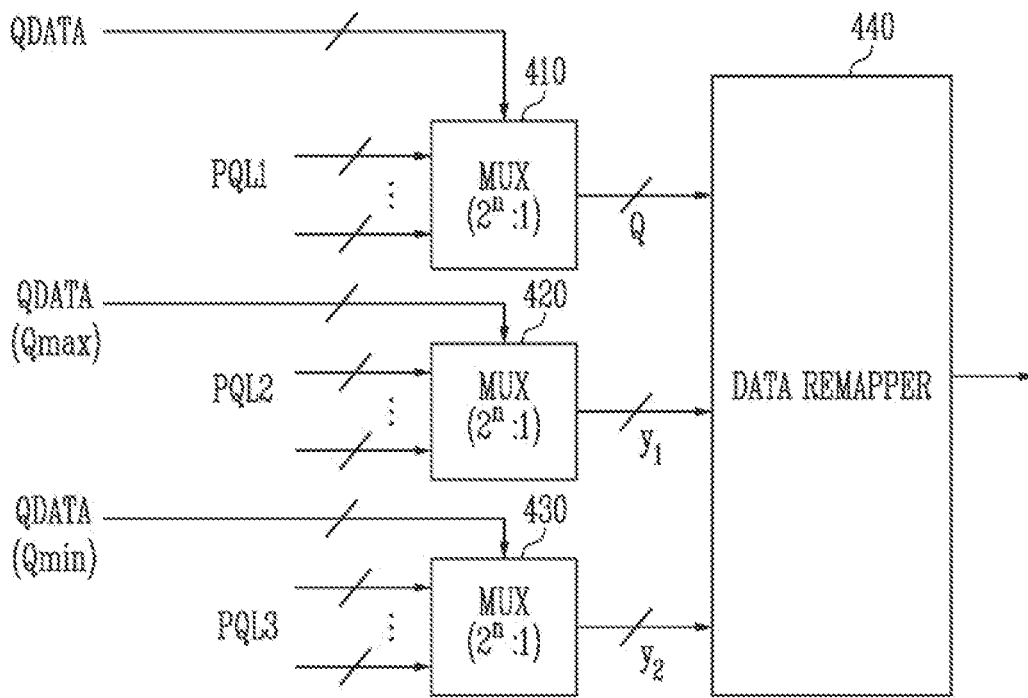 QDATA
440
410
PQL1
MUX
(2ⁿ :1)
Q
QDATA
(Qmax)
420
PQL2
MUX
(2ⁿ :1)
y₁
DATA REMAPPER
QDATA
(Qmin)
430
PQL3
MUX
(2ⁿ :1)
y₂